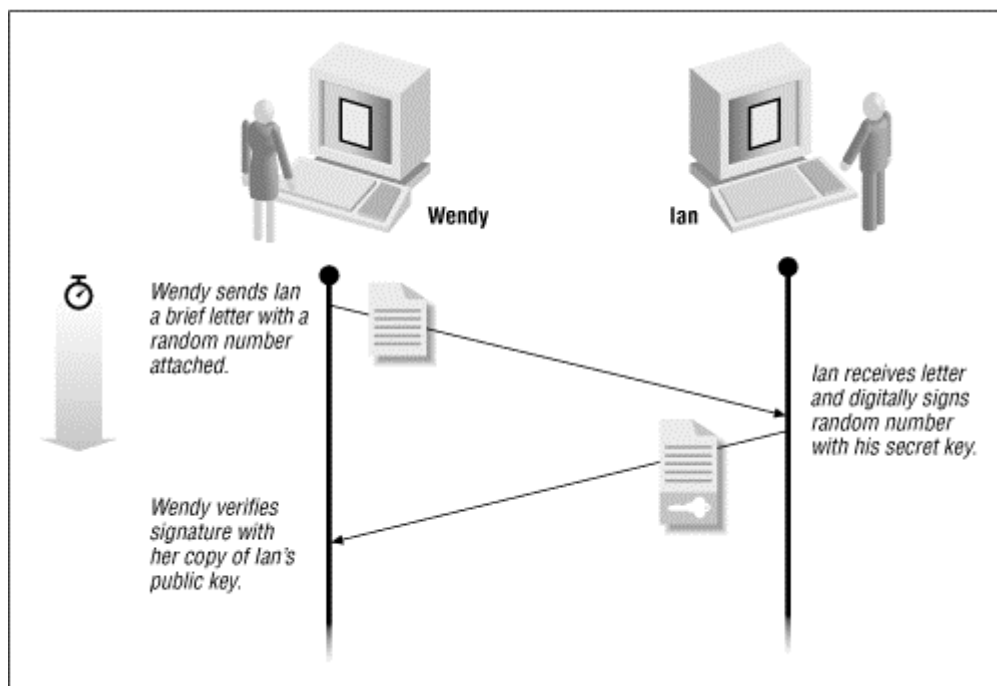 Wendy
Ian
Wendy sends Ian
a brief letter with a
random number
attached.
Ian receives letter
and digitally signs
random number
with his secret key.
Wendy verifies
signature with
her copy of Ian's
public key.